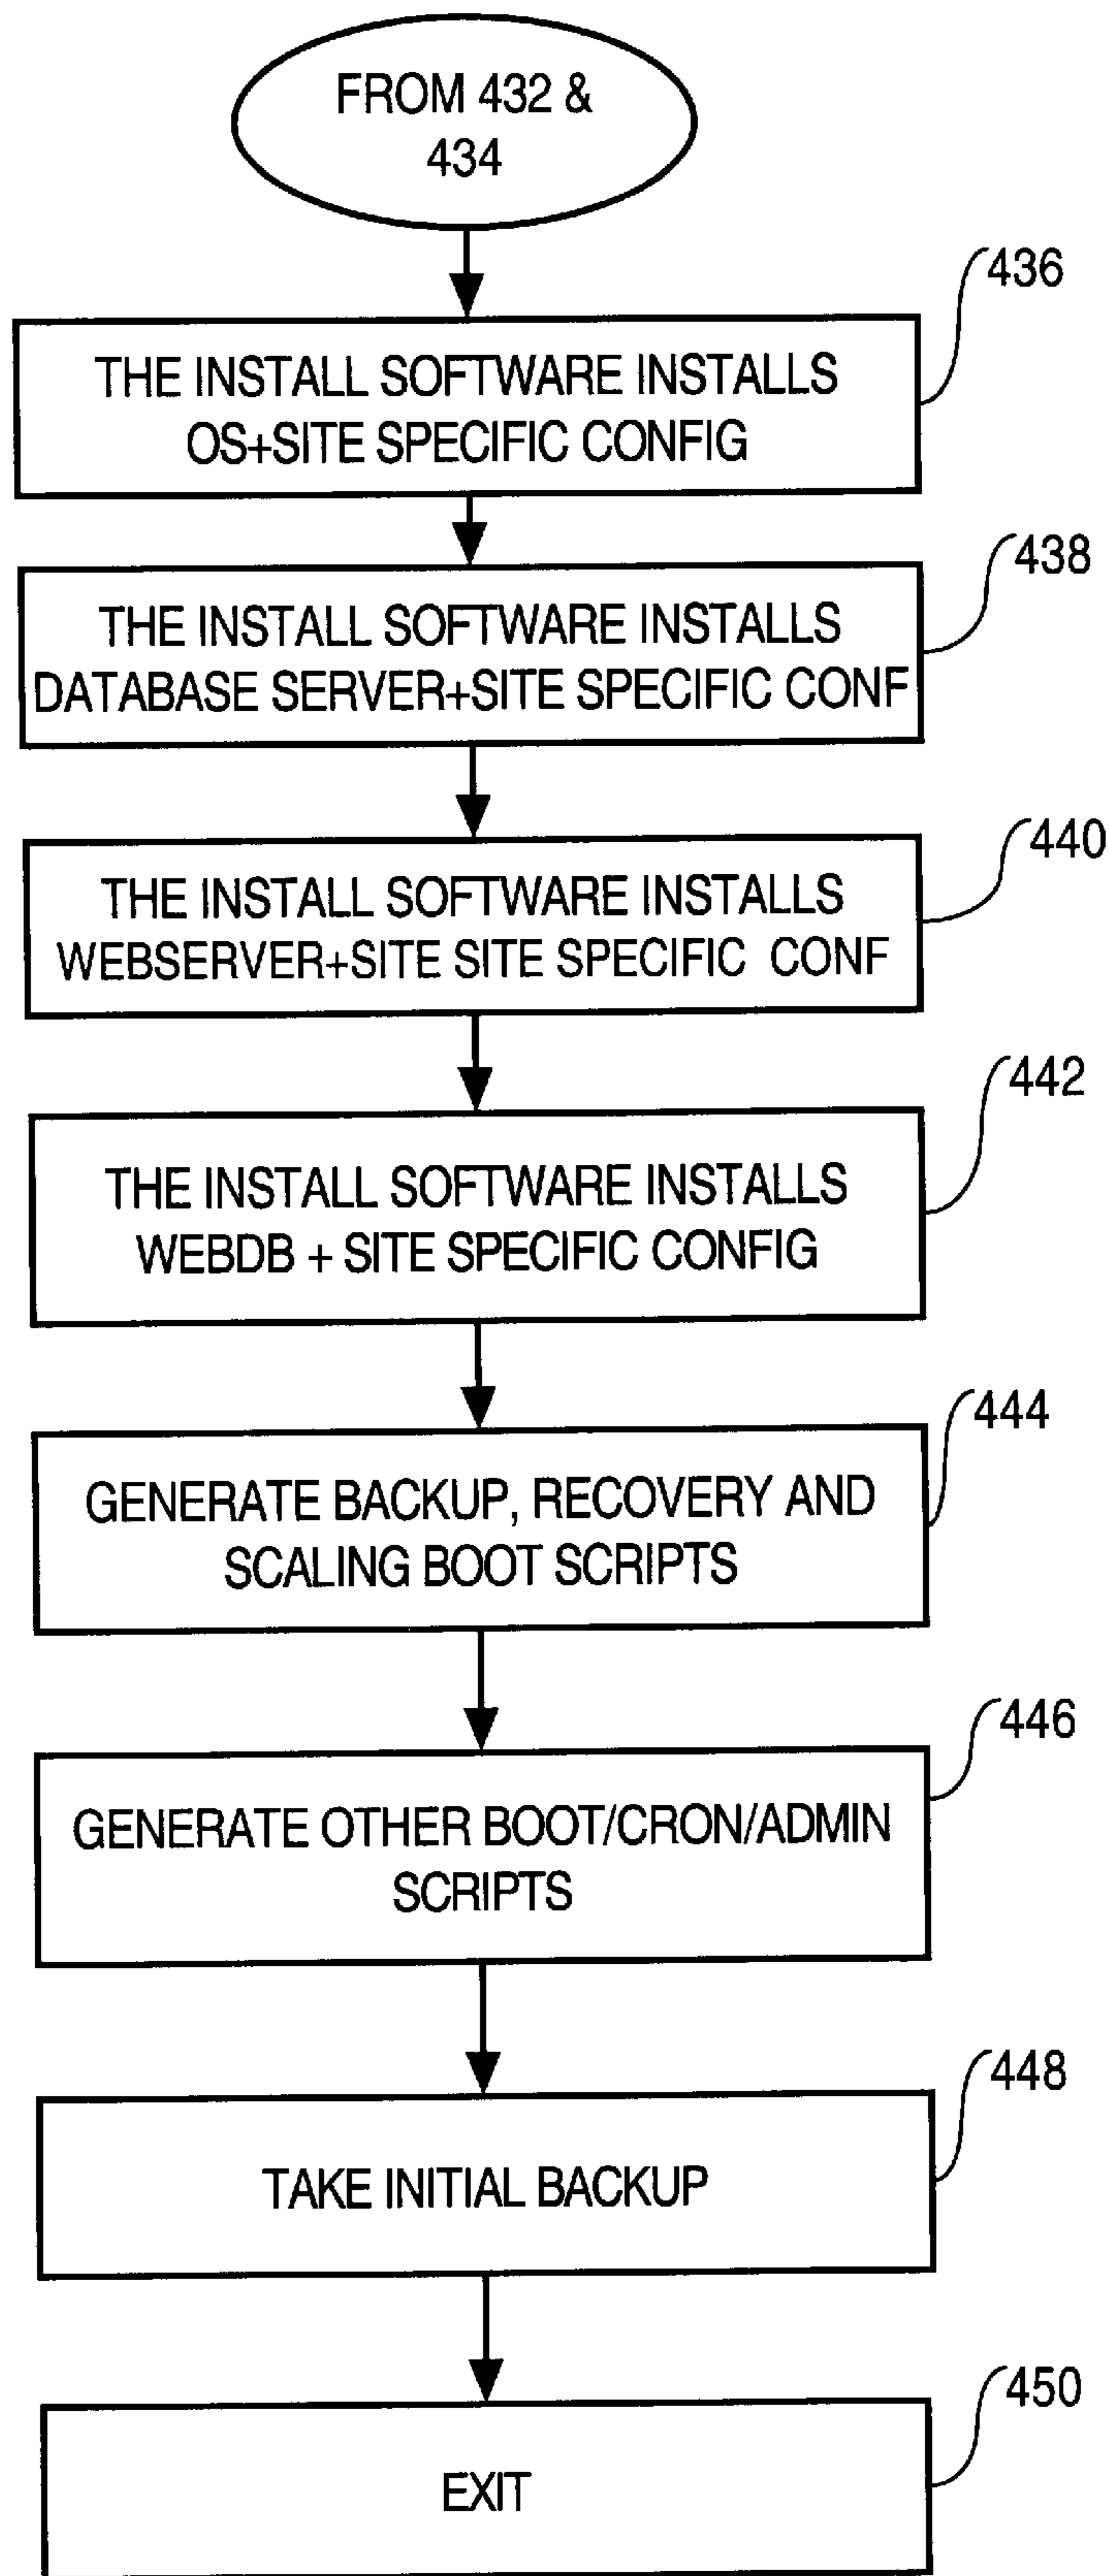 FROM 432 &
434
436
THE INSTALL SOFTWARE INSTALLS
OS+SITE SPECIFIC CONFIG
438
THE INSTALL SOFTWARE INSTALLS
DATABASE SERVER+SITE SPECIFIC CONF
440
THE INSTALL SOFTWARE INSTALLS
WEBSERVER+SITE SITE SPECIFIC CONF
442
THE INSTALL SOFTWARE INSTALLS
WEBDB + SITE SPECIFIC CONFIG
444
GENERATE BACKUP, RECOVERY AND
SCALING BOOT SCRIPTS
446
GENERATE OTHER BOOT/CRON/ADMIN
SCRIPTS
448
TAKE INITIAL BACKUP
450
EXIT